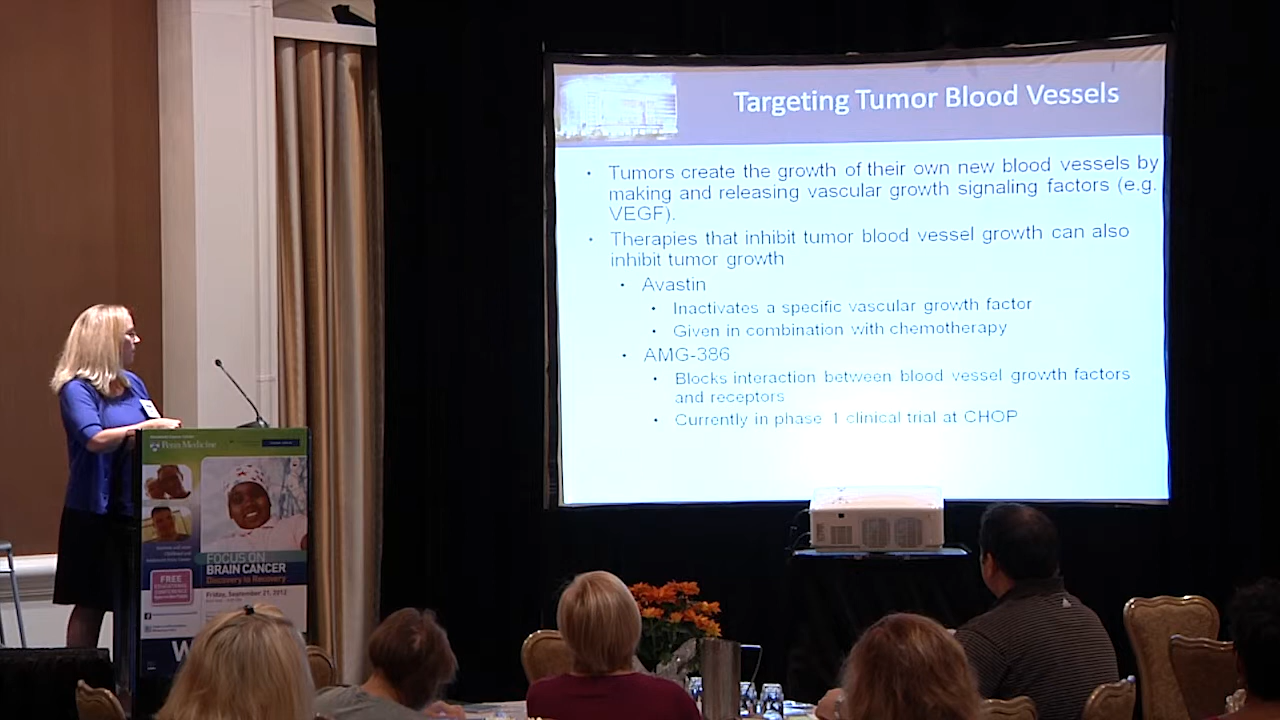 Targeting Tumor Blood Vessels
• Tumors create the growth of their own new blood vessels by
making and releasing vascular growth signaling factors (e.g.
VEGF).
• Therapies that inhibit tumor blood vessel growth can also
inhibit tumor growth
• Avastin
• Inactivates a specific vascular growth factor
• Given in combination with chemotherapy
• AMG-386
• Blocks interaction between blood vessel growth factors
and receptors
• Currently in phase 1 clinical trial at CHOP
Penn Medicine
FOCUS ON
BRAIN CANCER
Discovery to Recovery
Friday, September 21, 2012
FREE
EDUCATIONAL
CONFERENCE
W